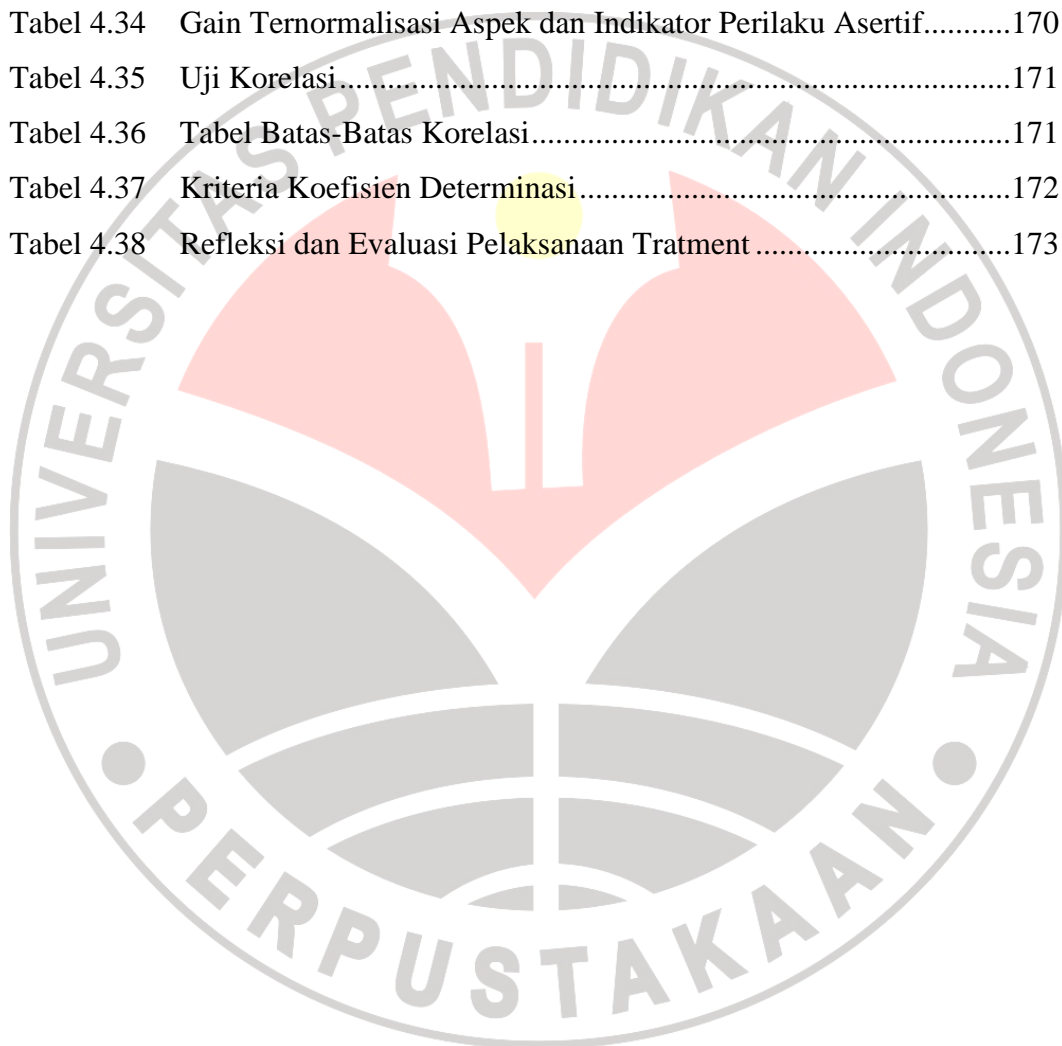 Tabel 4.34 Gain Ternormalisasi Aspek dan Indikator Perilaku Asertif...........170
Tabel 4.35 Uji Korelasi.......................................................................................171
Tabel 4.36 Tabel Batas-Batas Korelasi..............................................................171
Tabel 4.37 Kriteria Koefisien Determinasi........................................................172
Tabel 4.38 Refleksi dan Evaluasi Pelaksanaan Tratment .................................173
UNIVERSITAS PENDIDIKAN INDONESIA
PERPUSTAKAAN